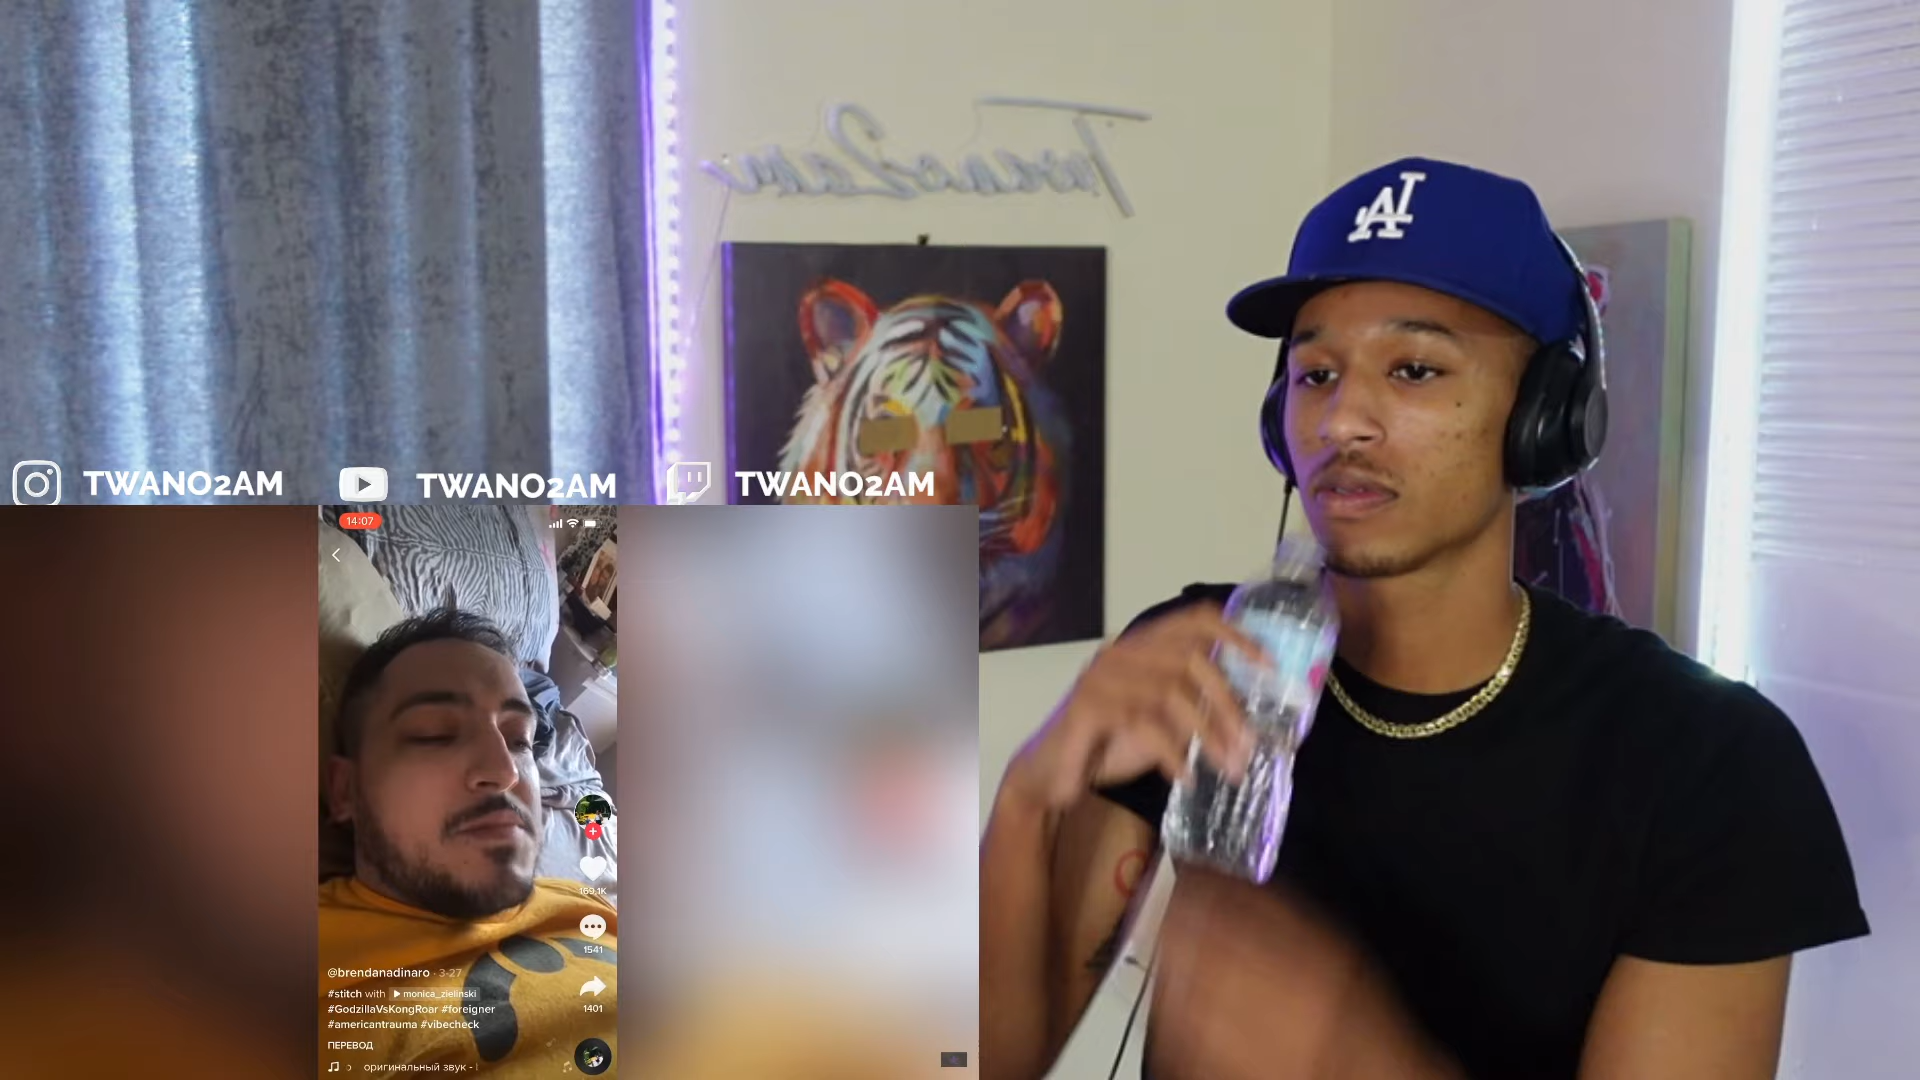 Twano2am
LA
TWANO2AM
TWANO2AM
TWANO2AM
14:07
169.1K
1541
1401
@brendanadinaro · 3-27
#stitch with ▶ monica_zielinski
#GodzillaVsKongRoar #foreigner
#americantrauma #vibecheck
ПЕРЕВОД
оригинальный звук -